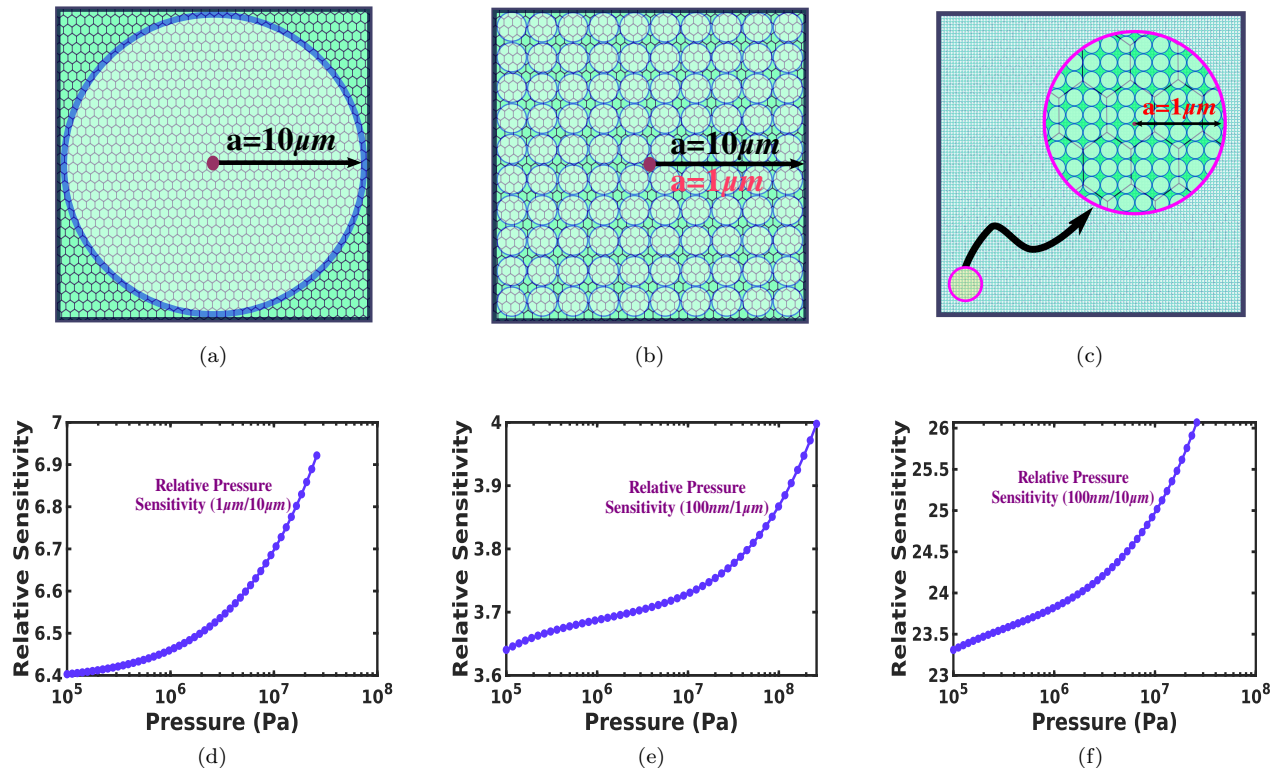 a=10μm
(a)
a=10μm
a=1μm
(b)
a=1μm
(c)
Relative Sensitivity
7
6.9
6.8
6.7
6.6
6.5
6.4
Relative Pressure
Sensitivity (1μm/10μm)
10^5 10^6 10^7 10^8
Pressure (Pa)
(d)
Relative Sensitivity
4
3.9
3.8
3.7
3.6
Relative Pressure
Sensitivity (100nm/1μm)
10^5 10^6 10^7 10^8
Pressure (Pa)
(e)
Relative Sensitivity
26
25.5
25
24.5
24
23.5
23
Relative Pressure
Sensitivity (100nm/10μm)
10^5 10^6 10^7 10^8
Pressure (Pa)
(f)